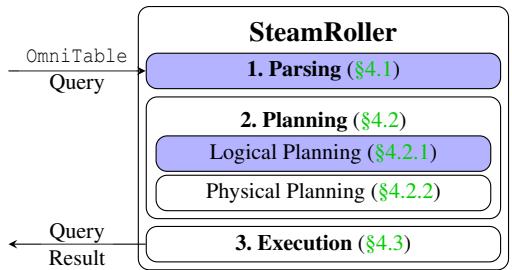 SteamRoller
OmniTable
Query
1. Parsing (§4.1)
2. Planning (§4.2)
Logical Planning (§4.2.1)
Physical Planning (§4.2.2)
Query
Result
3. Execution (§4.3)